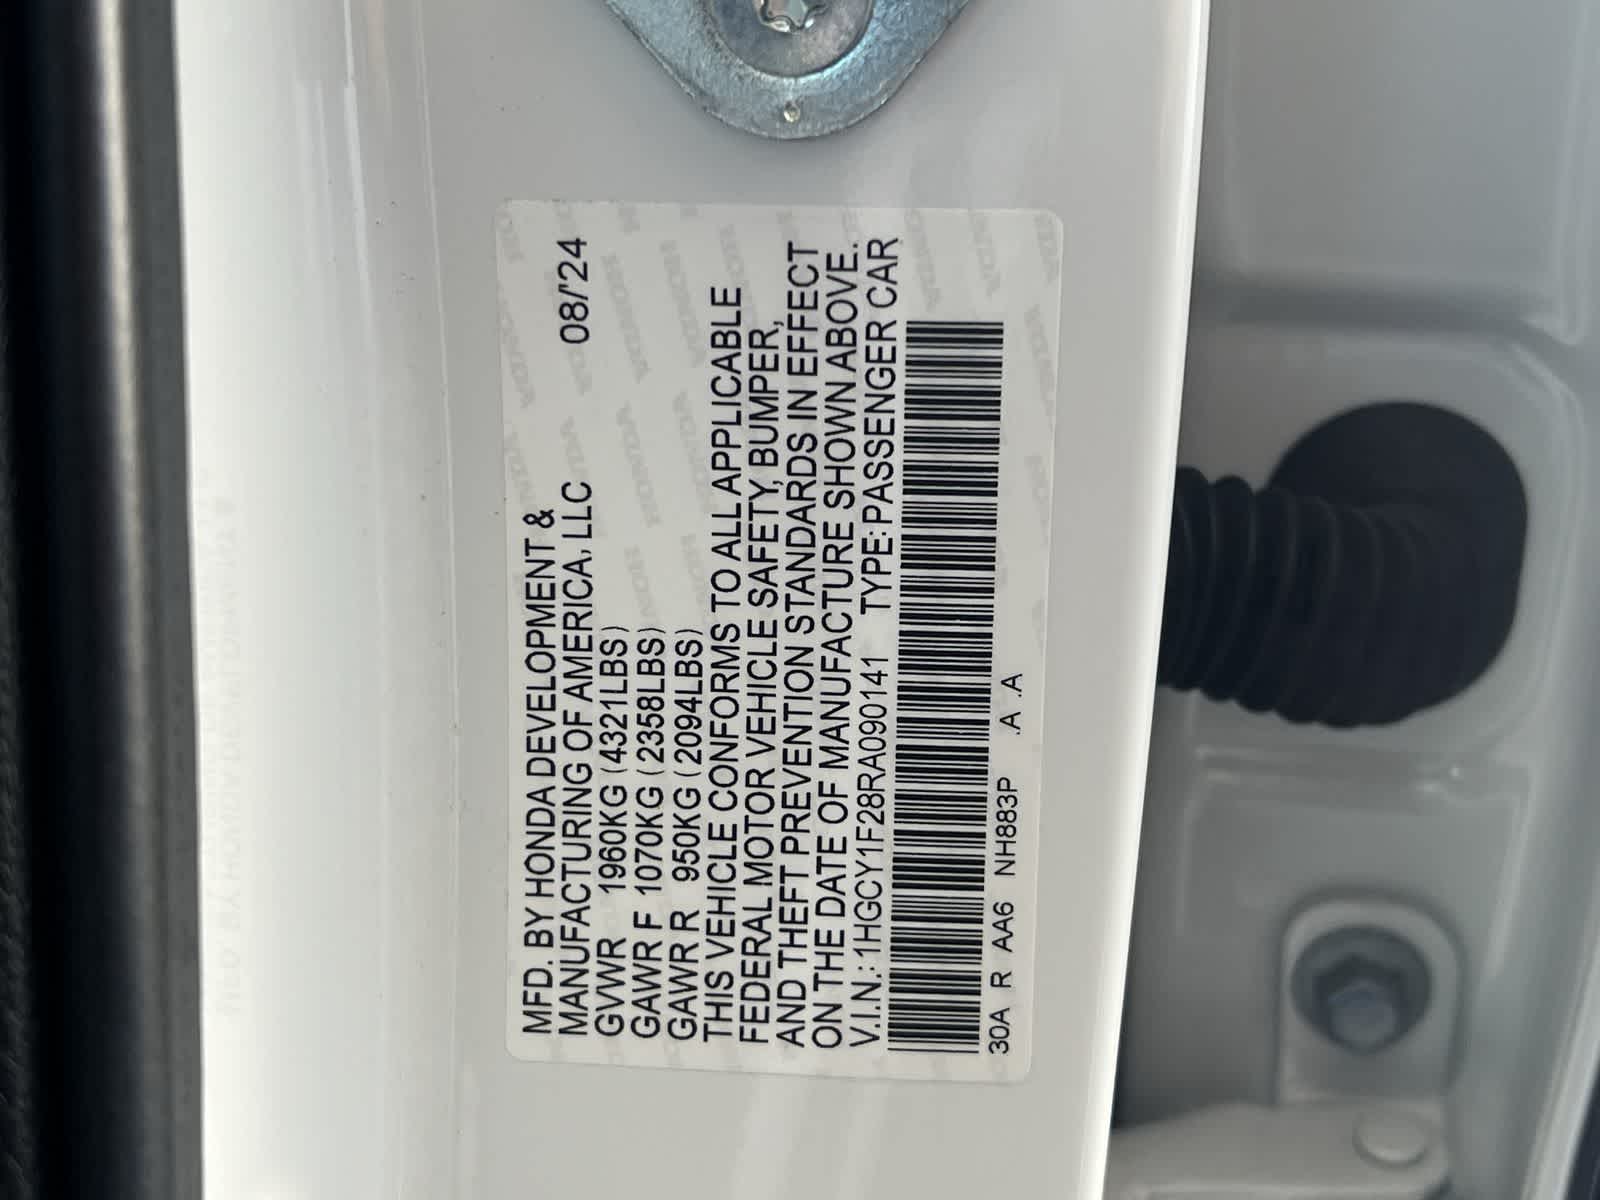 MFD. BY HONDA DEVELOPMENT &
MANUFACTURING OF AMERICA, LLC 08/'24
GVWR 1960KG (4321LBS)
GAWR F 1070KG (2358LBS)
GAWR R 950KG (2094LBS)
THIS VEHICLE CONFORMS TO ALL APPLICABLE
FEDERAL MOTOR VEHICLE SAFETY, BUMPER,
AND THEFT PREVENTION STANDARDS IN EFFECT
ON THE DATE OF MANUFACTURE SHOWN ABOVE.
V.I.N.: 1HGCY1F28RA090141 TYPE: PASSENGER CAR
30A R AA6 NH883P .A .A